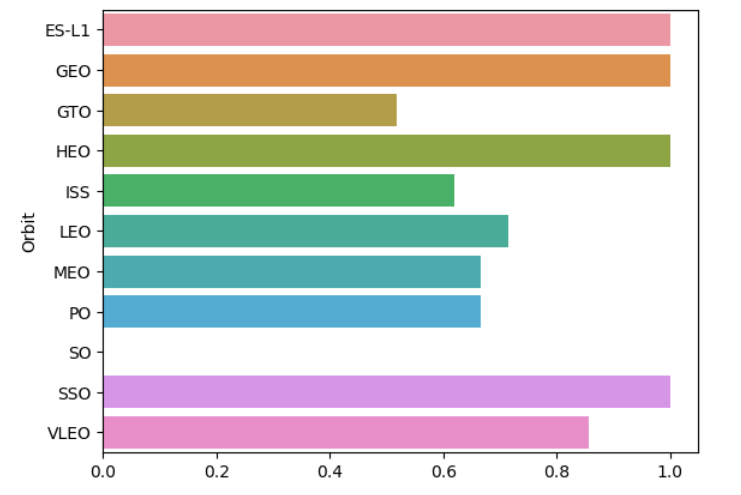 ES-L1
GEO
GTO
HEO
ISS
LEO
MEO
PO
SO
SSO
VLEO
Orbit
0.0 0.2 0.4 0.6 0.8 1.0